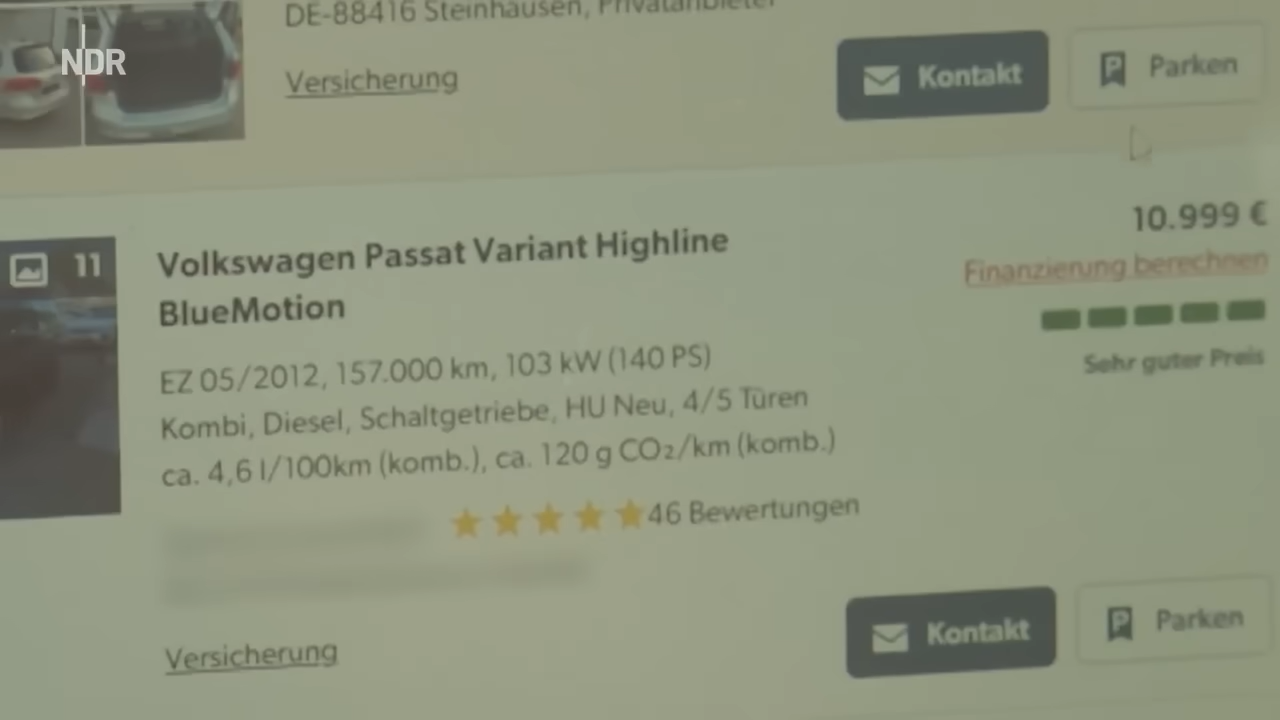 DE-88416 Steinhausen, Privatanbieter
NDR
Versicherung
Kontakt
Parken
11
Volkswagen Passat Variant Highline
BlueMotion
10.999 €
Finanzierung berechnen
Sehr guter Preis
EZ 05/2012, 157.000 km, 103 kW (140 PS)
Kombi, Diesel, Schaltgetriebe, HU Neu, 4/5 Türen
ca. 4,6 l/100km (komb.), ca. 120 g CO₂/km (komb.)
46 Bewertungen
Kontakt
Parken
Versicherung